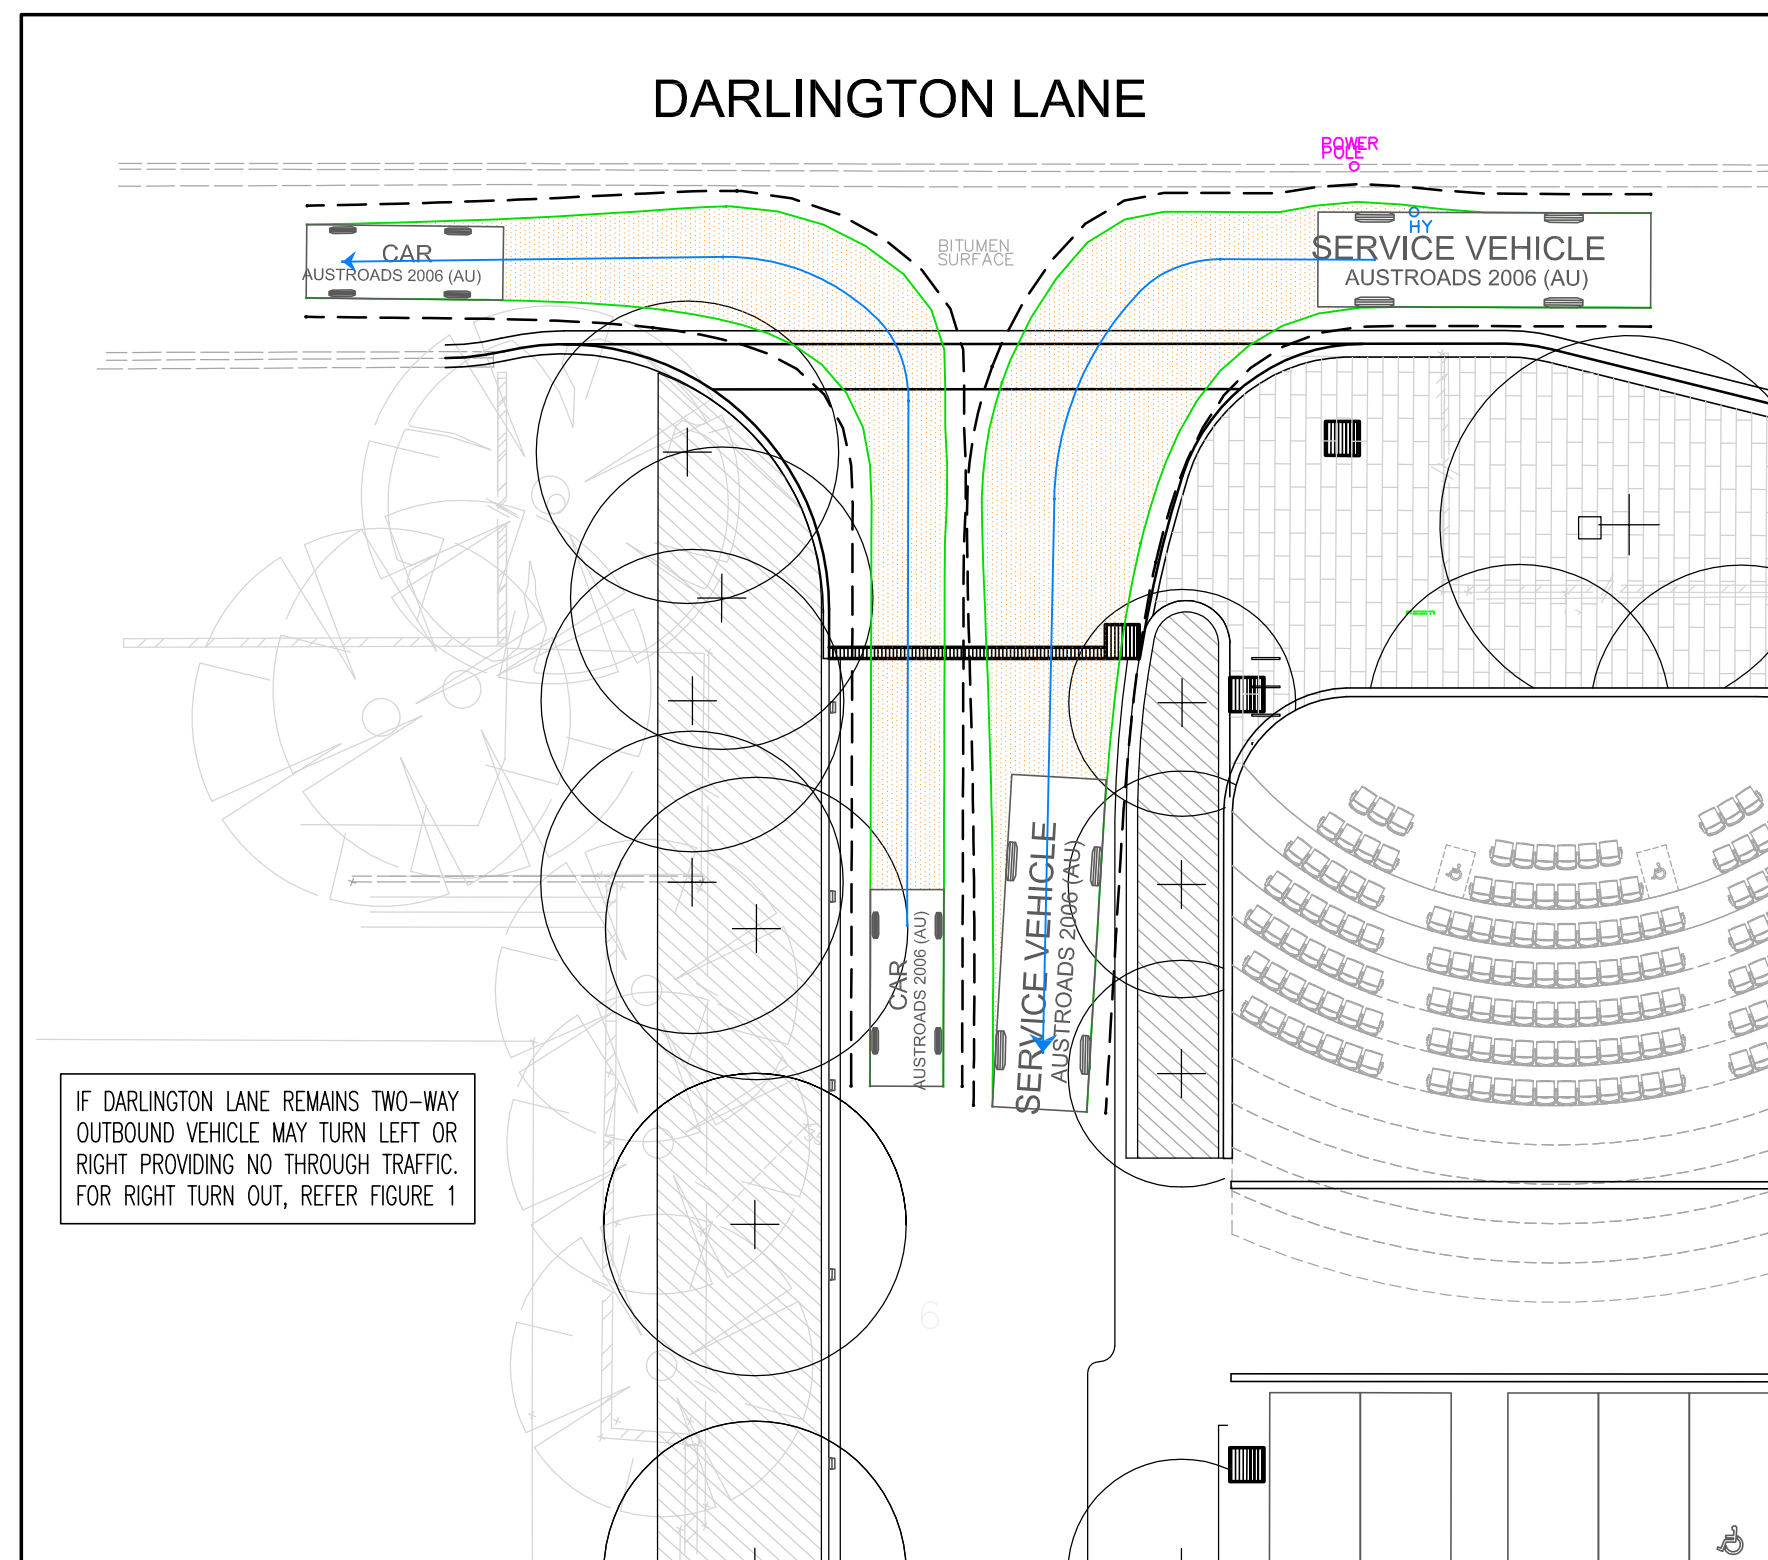 DARLINGTON LANE
POWER
POLE
HY
BITUMEN
SURFACE
CAR
AUSTROADS 2006 (AU)
SERVICE VEHICLE
AUSTROADS 2006 (AU)
CAR
AUSTROADS 2006 (AU)
SERVICE VEHICLE
AUSTROADS 2006 (AU)
IF DARLINGTON LANE REMAINS TWO-WAY
OUTBOUND VEHICLE MAY TURN LEFT OR
RIGHT PROVIDING NO THROUGH TRAFFIC.
FOR RIGHT TURN OUT, REFER FIGURE 1
6